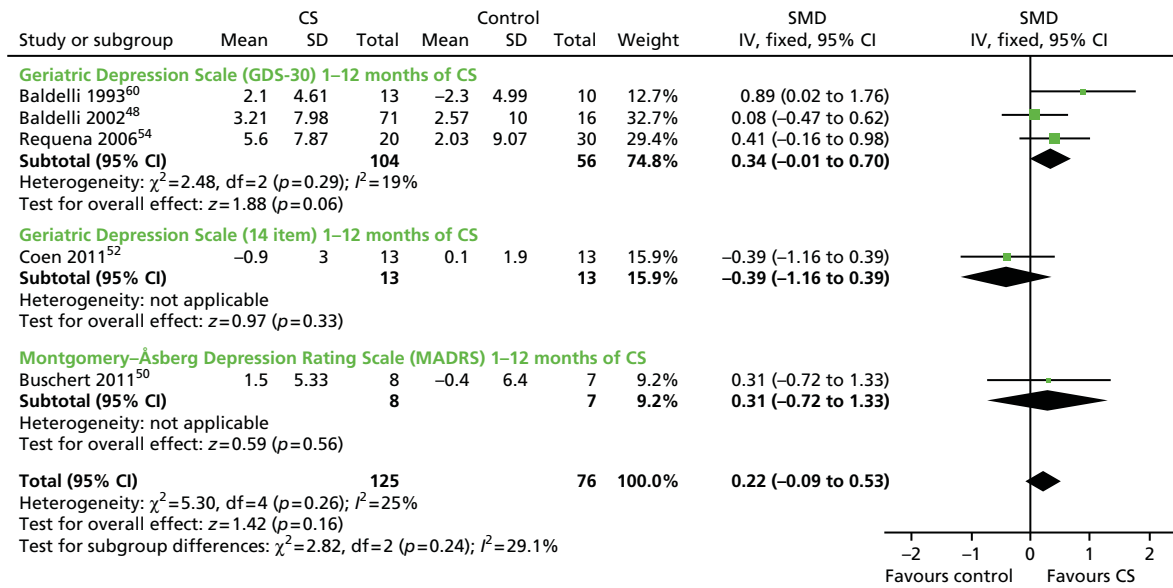 CS Control SMD SMD
Study or subgroup Mean SD Total Mean SD Total Weight IV, fixed, 95% CI IV, fixed, 95% CI
Geriatric Depression Scale (GDS-30) 1–12 months of CS
Baldelli 1993⁶⁰ 2.1 4.61 13 –2.3 4.99 10 12.7% 0.89 (0.02 to 1.76)
Baldelli 2002⁴⁸ 3.21 7.98 71 2.57 10 16 32.7% 0.08 (–0.47 to 0.62)
Requena 2006⁵⁴ 5.6 7.87 20 2.03 9.07 30 29.4% 0.41 (–0.16 to 0.98)
Subtotal (95% CI) 104 56 74.8% 0.34 (–0.01 to 0.70)
Heterogeneity: χ²=2.48, df=2 (p=0.29); I²=19%
Test for overall effect: z=1.88 (p=0.06)
Geriatric Depression Scale (14 item) 1–12 months of CS
Coen 2011⁵² –0.9 3 13 0.1 1.9 13 15.9% –0.39 (–1.16 to 0.39)
Subtotal (95% CI) 13 13 15.9% –0.39 (–1.16 to 0.39)
Heterogeneity: not applicable
Test for overall effect: z=0.97 (p=0.33)
Montgomery–Åsberg Depression Rating Scale (MADRS) 1–12 months of CS
Buschert 2011⁵⁰ 1.5 5.33 8 –0.4 6.4 7 9.2% 0.31 (–0.72 to 1.33)
Subtotal (95% CI) 8 7 9.2% 0.31 (–0.72 to 1.33)
Heterogeneity: not applicable
Test for overall effect: z=0.59 (p=0.56)
Total (95% CI) 125 76 100.0% 0.22 (–0.09 to 0.53)
Heterogeneity: χ²=5.30, df=4 (p=0.26); I²=25%
Test for overall effect: z=1.42 (p=0.16)
Test for subgroup differences: χ²=2.82, df=2 (p=0.24); I²=29.1%
–2 –1 0 1 2
Favours control Favours CS